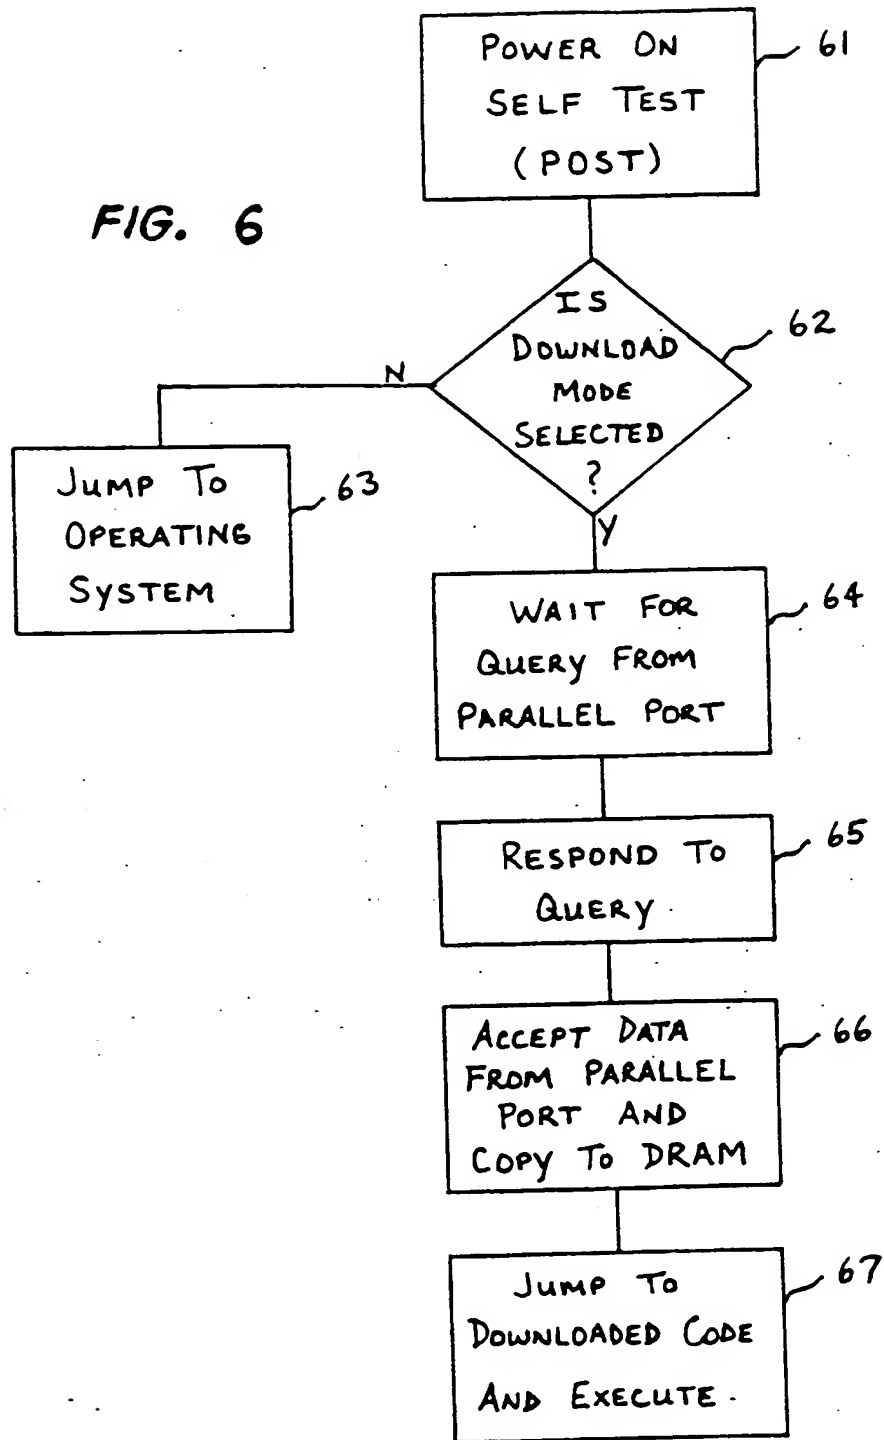 POWER ON
SELF TEST
(POST)
61
FIG. 6
IS
DOWNLOAD
MODE
SELECTED
?
62
N
Y
JUMP TO
OPERATING
SYSTEM
63
WAIT FOR
QUERY FROM
PARALLEL PORT
64
RESPOND TO
QUERY
65
ACCEPT DATA
FROM PARALLEL
PORT AND
COPY TO DRAM
66
JUMP TO
DOWNLOADED CODE
AND EXECUTE.
67